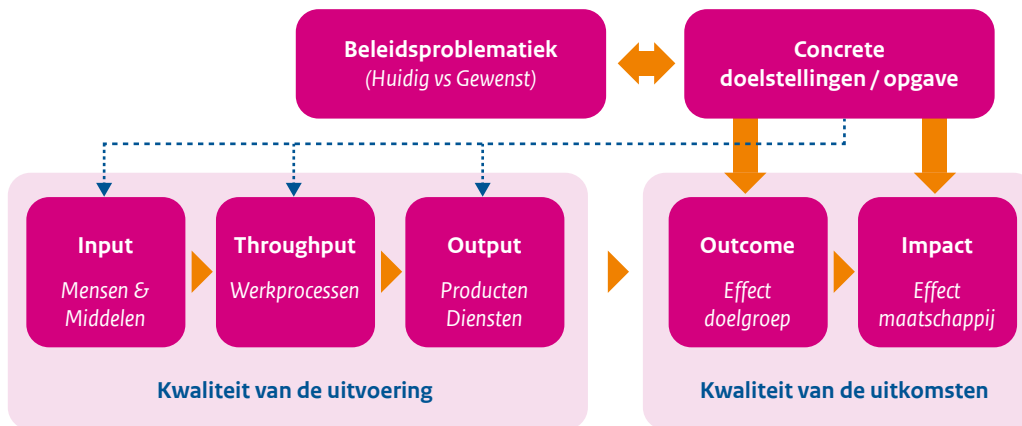 Beleidsproblematiek
(Huidig vs Gewenst)
Concrete
doelstellingen / opgave
Input
Mensen &
Middelen
Throughput
Werkprocessen
Output
Producten
Diensten
Outcome
Effect
doelgroep
Impact
Effect
maatschappij
Kwaliteit van de uitvoering
Kwaliteit van de uitkomsten